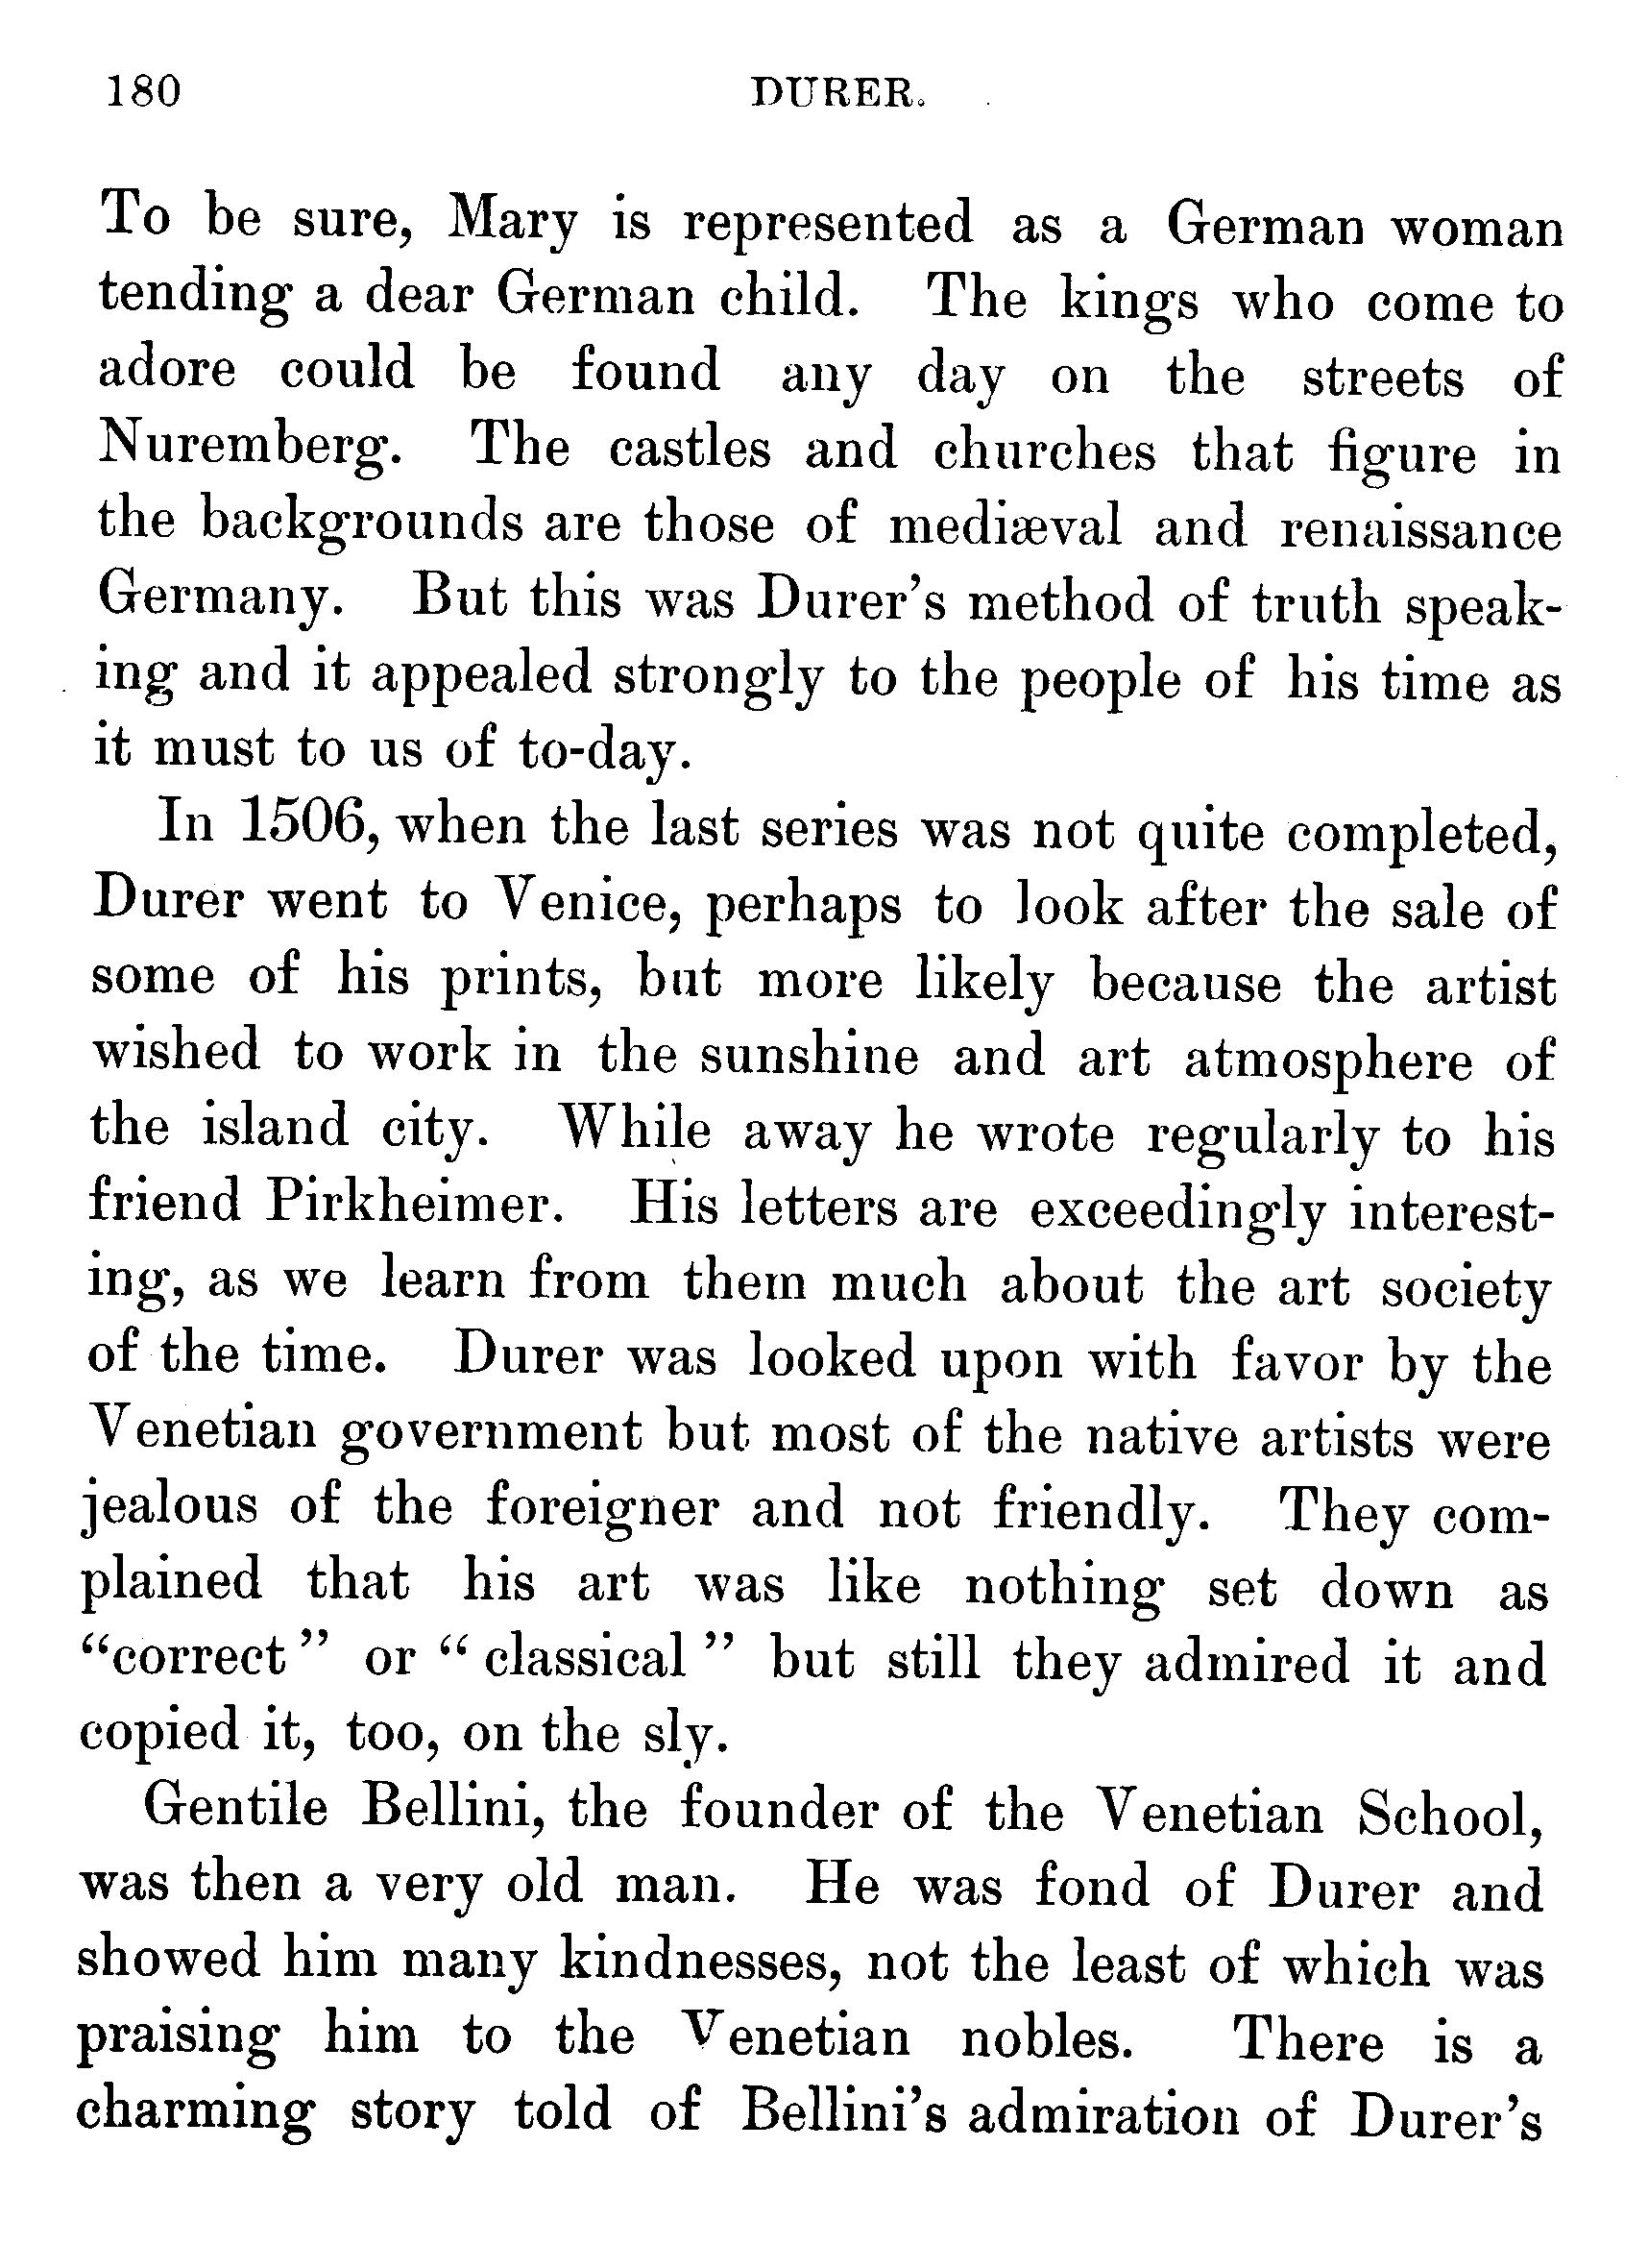 180 DURER.
To be sure, Mary is represented as a German woman
tending a dear German child. The kings who come to
adore could be found any day on the streets of
Nuremberg. The castles and churches that figure in
the backgrounds are those of mediæval and renaissance
Germany. But this was Durer's method of truth speak-
ing and it appealed strongly to the people of his time as
it must to us of to-day.
In 1506, when the last series was not quite completed,
Durer went to Venice, perhaps to look after the sale of
some of his prints, but more likely because the artist
wished to work in the sunshine and art atmosphere of
the island city. While away he wrote regularly to his
friend Pirkheimer. His letters are exceedingly interest-
ing, as we learn from them much about the art society
of the time. Durer was looked upon with favor by the
Venetian government but most of the native artists were
jealous of the foreigner and not friendly. They com-
plained that his art was like nothing set down as
“correct” or “classical” but still they admired it and
copied it, too, on the sly.
Gentile Bellini, the founder of the Venetian School,
was then a very old man. He was fond of Durer and
showed him many kindnesses, not the least of which was
praising him to the Venetian nobles. There is a
charming story told of Bellini's admiration of Durer's